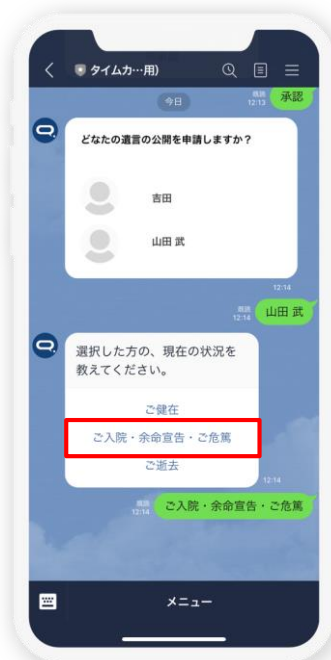 タイムカ…用)
今日
既読
12:13
承認
どなたの遺言の公開を申請しますか？
吉田
山田 武
12:14
既読
12:14
山田 武
選択した方の、現在の状況を
教えてください。
ご健在
ご入院・余命宣告・ご危篤
ご逝去
12:14
既読
12:14
ご入院・余命宣告・ご危篤
メニュー